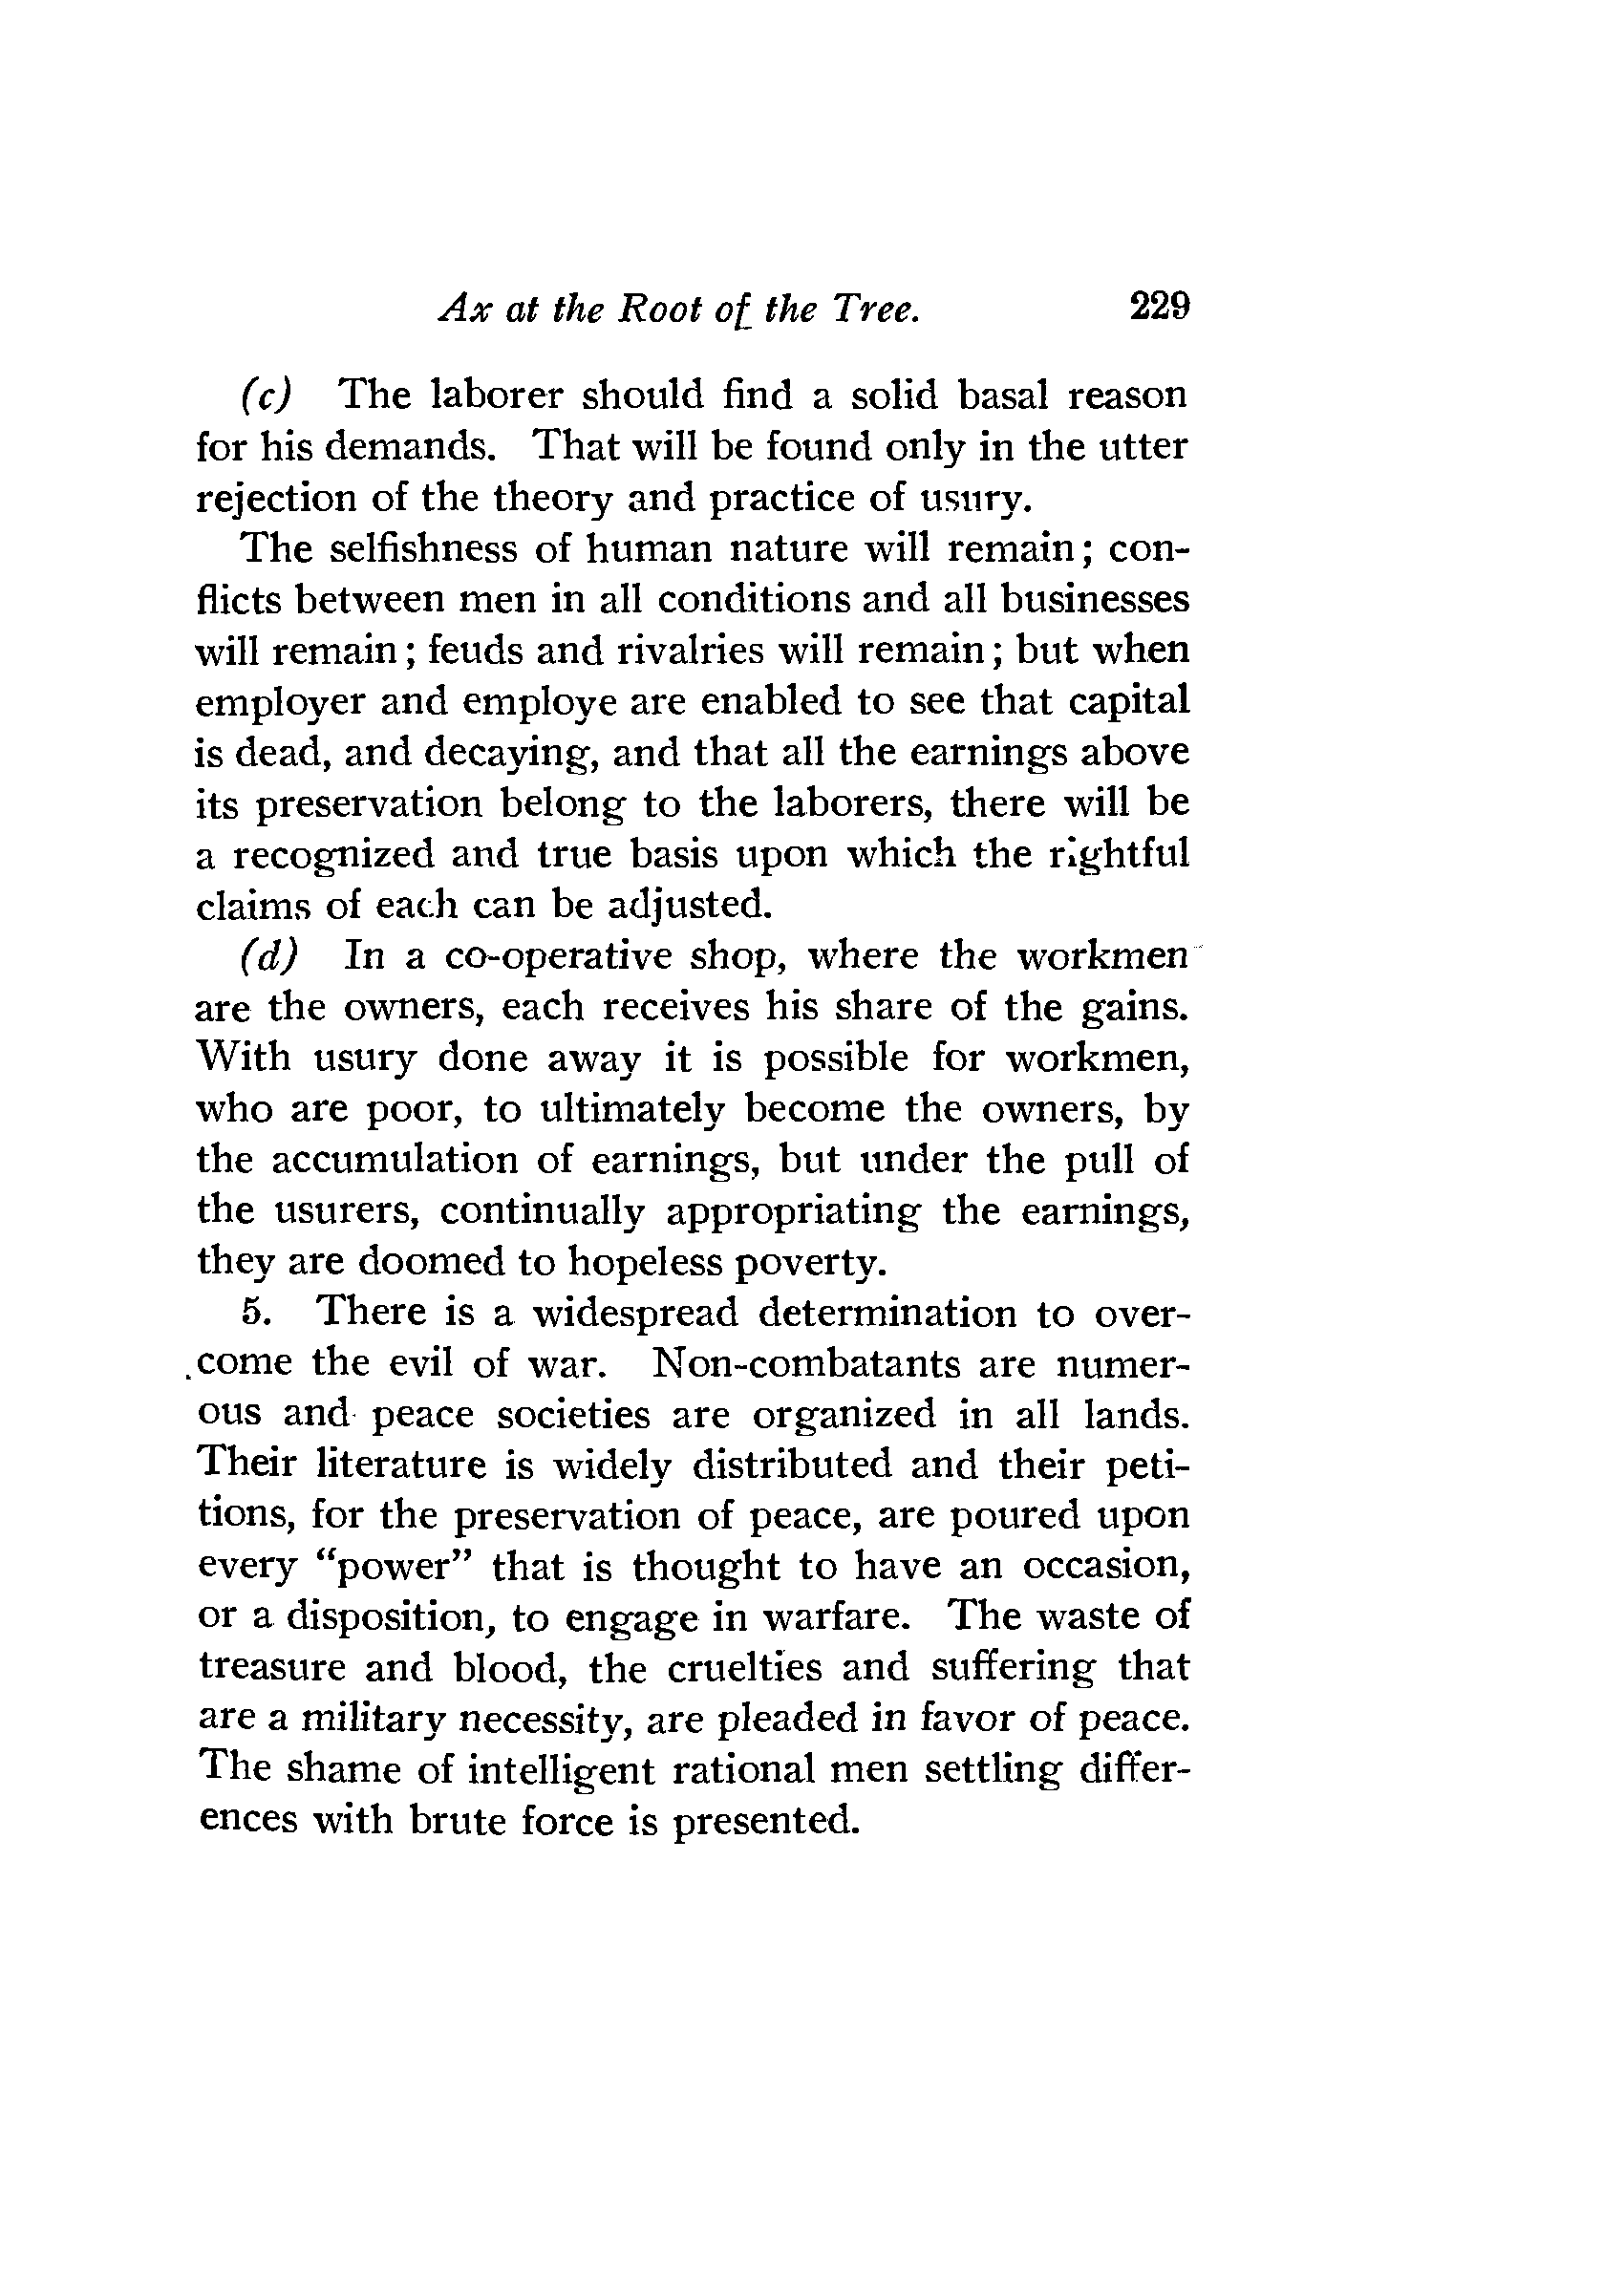 Ax at the Root of the Tree. 229
(c) The laborer should find a solid basal reason
for his demands. That will be found only in the utter
rejection of the theory and practice of usury.
The selfishness of human nature will remain; con-
flicts between men in all conditions and all businesses
will remain; feuds and rivalries will remain; but when
employer and employe are enabled to see that capital
is dead, and decaying, and that all the earnings above
its preservation belong to the laborers, there will be
a recognized and true basis upon which the rightful
claims of each can be adjusted.
(d) In a co-operative shop, where the workmen
are the owners, each receives his share of the gains.
With usury done away it is possible for workmen,
who are poor, to ultimately become the owners, by
the accumulation of earnings, but under the pull of
the usurers, continually appropriating the earnings,
they are doomed to hopeless poverty.
5. There is a widespread determination to over-
come the evil of war. Non-combatants are numer-
ous and peace societies are organized in all lands.
Their literature is widely distributed and their peti-
tions, for the preservation of peace, are poured upon
every “power” that is thought to have an occasion,
or a disposition, to engage in warfare. The waste of
treasure and blood, the cruelties and suffering that
are a military necessity, are pleaded in favor of peace.
The shame of intelligent rational men settling differ-
ences with brute force is presented.